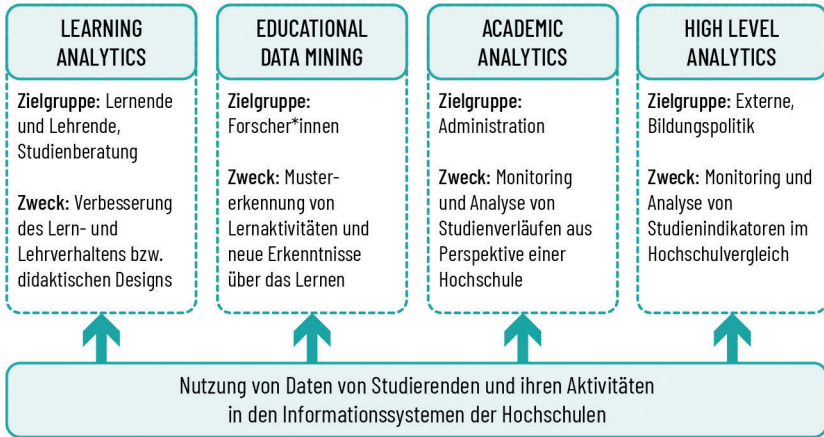 LEARNING
ANALYTICS
Zielgruppe: Lernende
und Lehrende,
Studienberatung
Zweck: Verbesserung
des Lern- und
Lehrverhaltens bzw.
didaktischen Designs
EDUCATIONAL
DATA MINING
Zielgruppe:
Forscher*innen
Zweck: Muster-
erkennung von
Lernaktivitäten und
neue Erkenntnisse
über das Lernen
ACADEMIC
ANALYTICS
Zielgruppe:
Administration
Zweck: Monitoring
und Analyse von
Studienverläufen aus
Perspektive einer
Hochschule
HIGH LEVEL
ANALYTICS
Zielgruppe: Externe,
Bildungspolitik
Zweck: Monitoring und
Analyse von
Studienindikatoren im
Hochschulvergleich
Nutzung von Daten von Studierenden und ihren Aktivitäten
in den Informationssystemen der Hochschulen